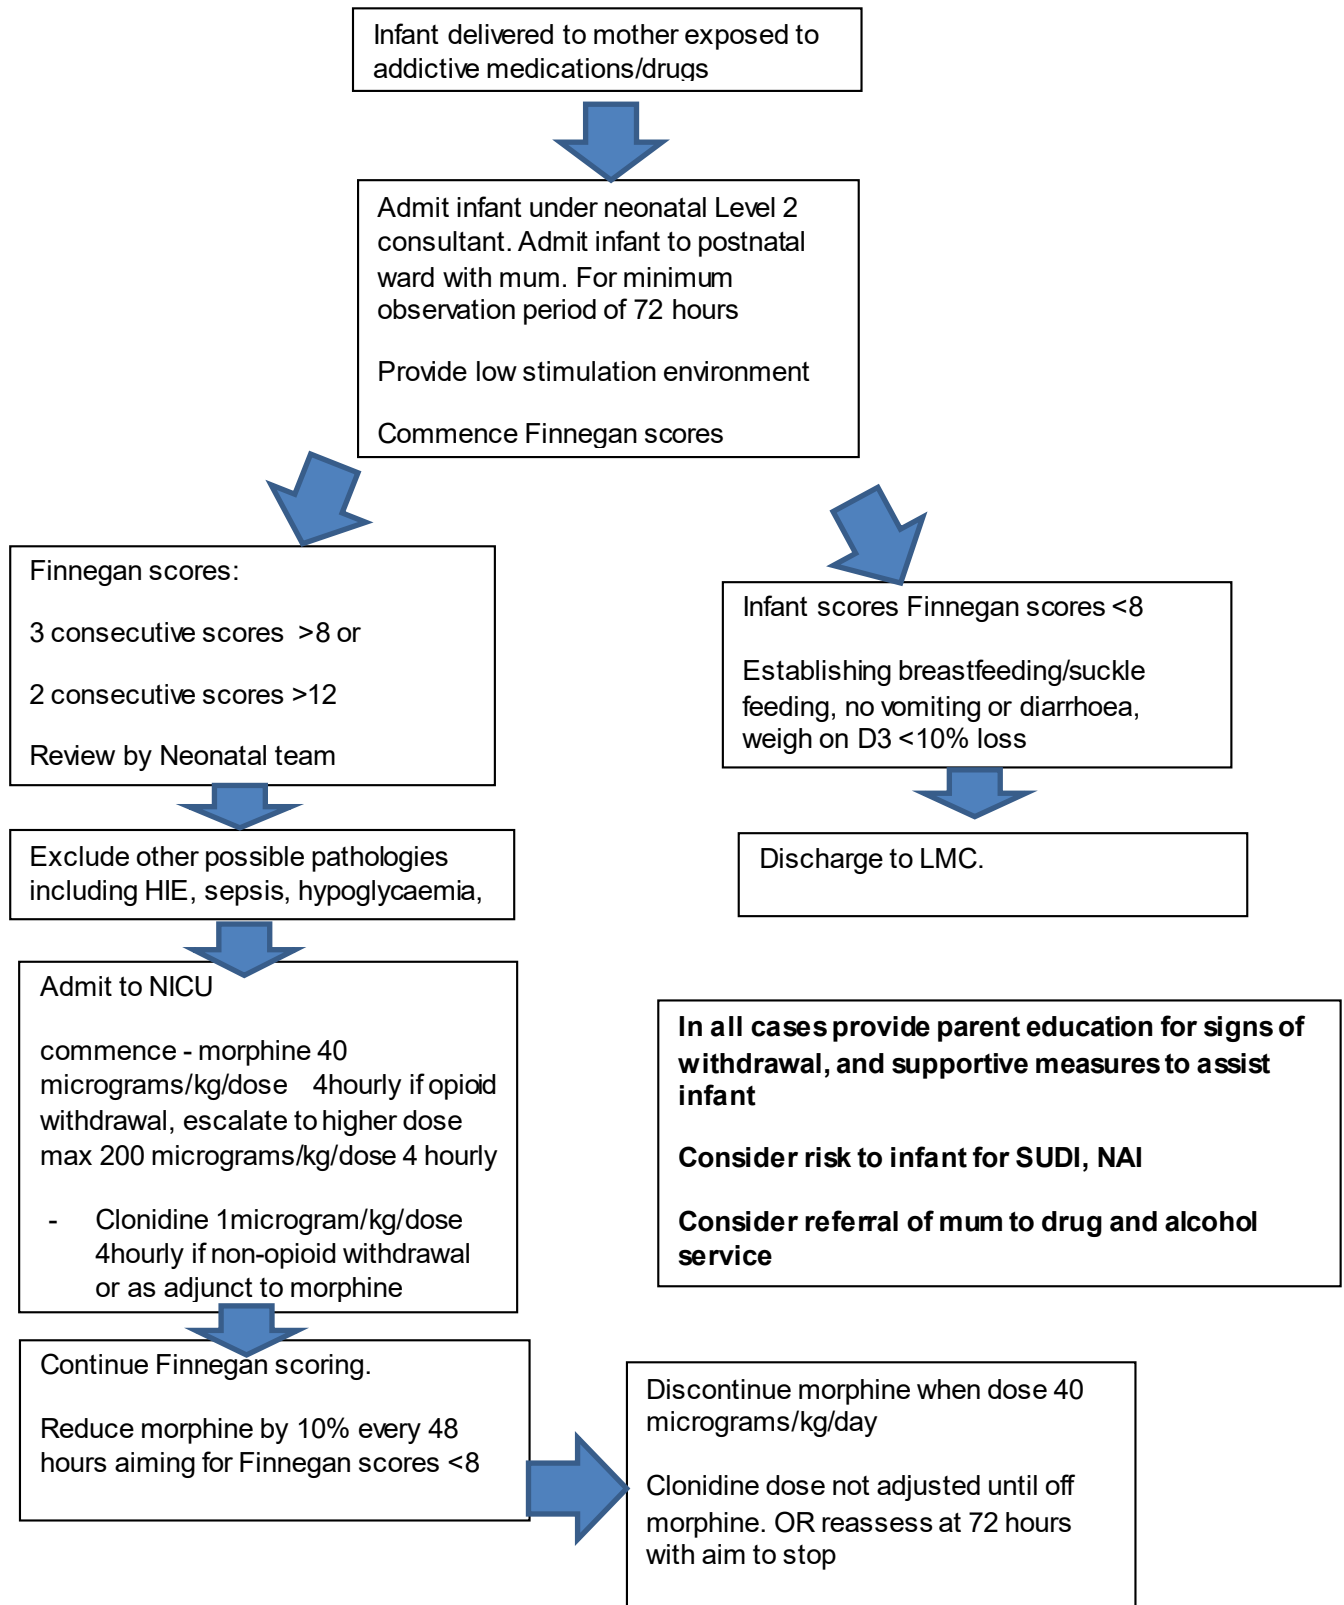 Infant delivered to mother exposed to
addictive medications/drugs
Admit infant under neonatal Level 2
consultant. Admit infant to postnatal
ward with mum. For minimum
observation period of 72 hours
Provide low stimulation environment
Commence Finnegan scores
Finnegan scores:
3 consecutive scores >8 or
2 consecutive scores >12
Review by Neonatal team
Infant scores Finnegan scores <8
Establishing breastfeeding/suckle
feeding, no vomiting or diarrhoea,
weigh on D3 <10% loss
Exclude other possible pathologies
including HIE, sepsis, hypoglycaemia,
Discharge to LMC.
Admit to NICU
commence - morphine 40
micrograms/kg/dose 4hourly if opioid
withdrawal, escalate to higher dose
max 200 micrograms/kg/dose 4 hourly
- Clonidine 1microgram/kg/dose
4hourly if non-opioid withdrawal
or as adjunct to morphine
In all cases provide parent education for signs of
withdrawal, and supportive measures to assist
infant
Consider risk to infant for SUDI, NAI
Consider referral of mum to drug and alcohol
service
Continue Finnegan scoring.
Reduce morphine by 10% every 48
hours aiming for Finnegan scores <8
Discontinue morphine when dose 40
micrograms/kg/day
Clonidine dose not adjusted until off
morphine. OR reassess at 72 hours
with aim to stop